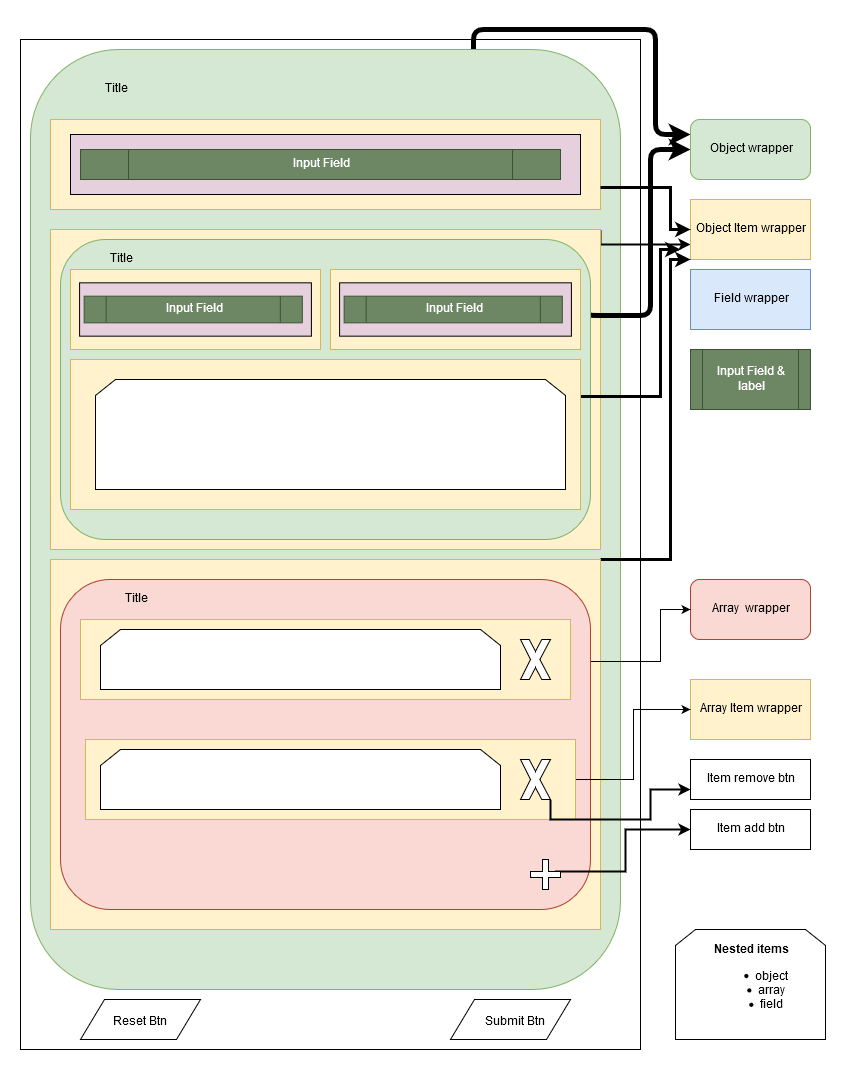 Title
Input Field
Title
Input Field
Input Field
Title
X
X
Reset Btn
Submit Btn
Object wrapper
Object Item wrapper
Field wrapper
Input Field &
label
Array wrapper
Array Item wrapper
Item remove btn
Item add btn
Nested items
• object
• array
• field